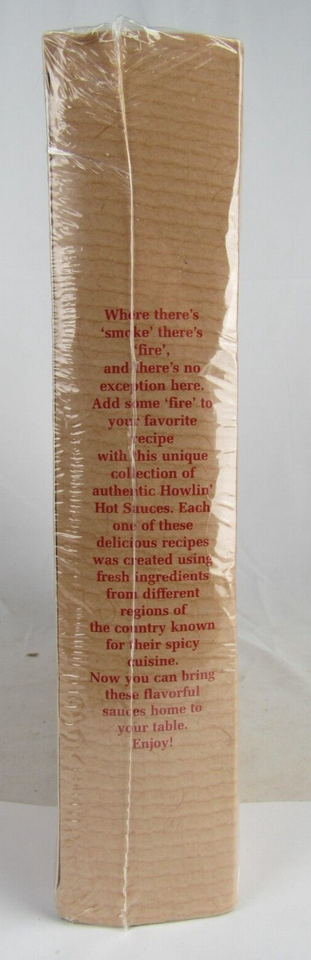 Where there's
'smoke' there's
'fire',
and there's no
exception here.
Add some 'fire' to
your favorite
recipe
with this unique
collection of
authentic Howlin'
Hot Sauces. Each
one of these
delicious recipes
was created using
fresh ingredients
from different
regions of
the country known
for their spicy
cuisine.
Now you can bring
these flavorful
sauces home to
your table.
Enjoy!